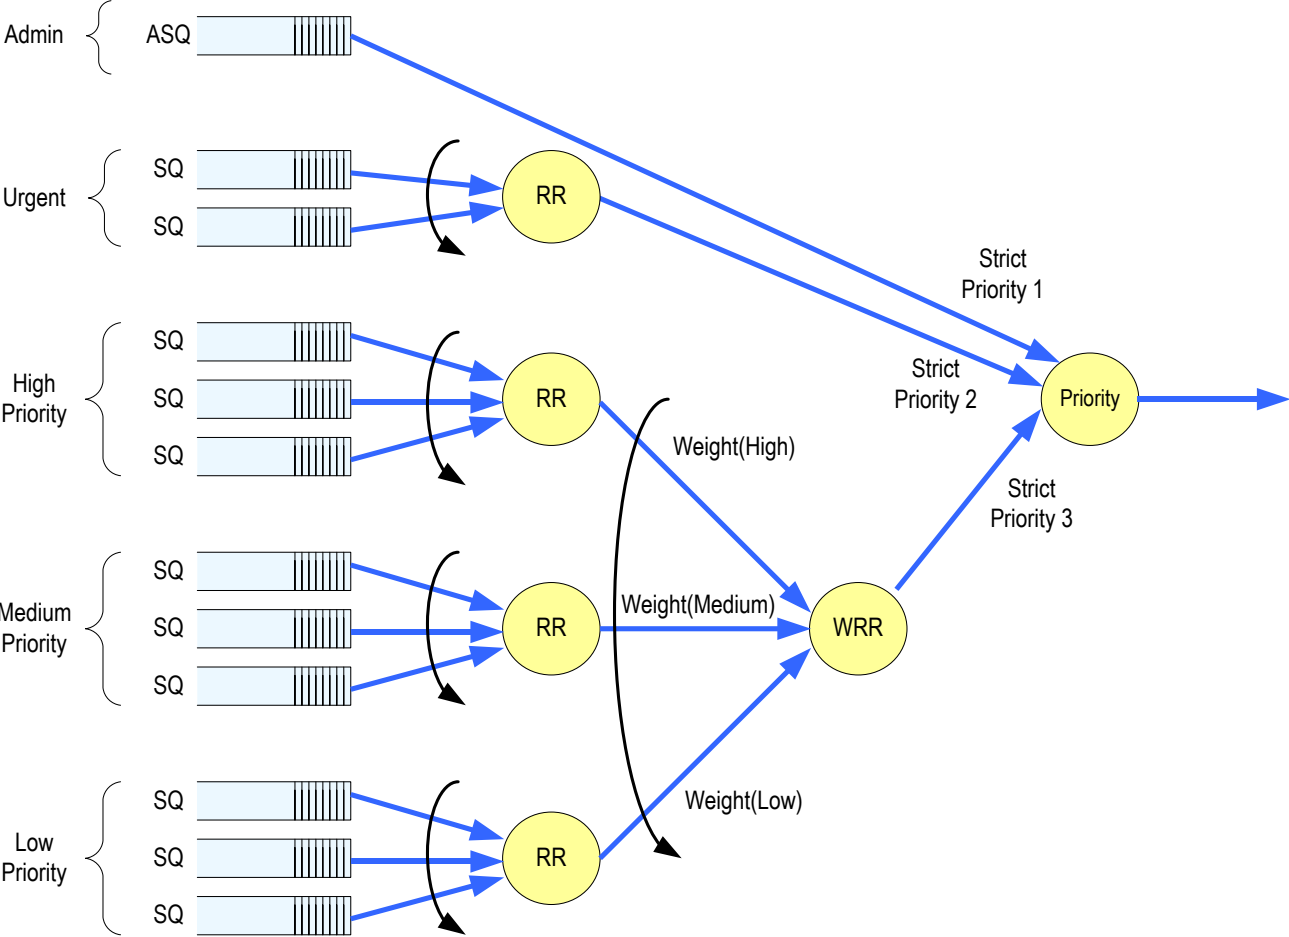 Admin
ASQ
Urgent
SQ
SQ
RR
Strict
Priority 1
High
Priority
SQ
SQ
SQ
RR
Strict
Priority 2
Priority
Weight(High)
Strict
Priority 3
Medium
Priority
SQ
SQ
SQ
RR
Weight(Medium)
WRR
Low
Priority
SQ
SQ
SQ
RR
Weight(Low)